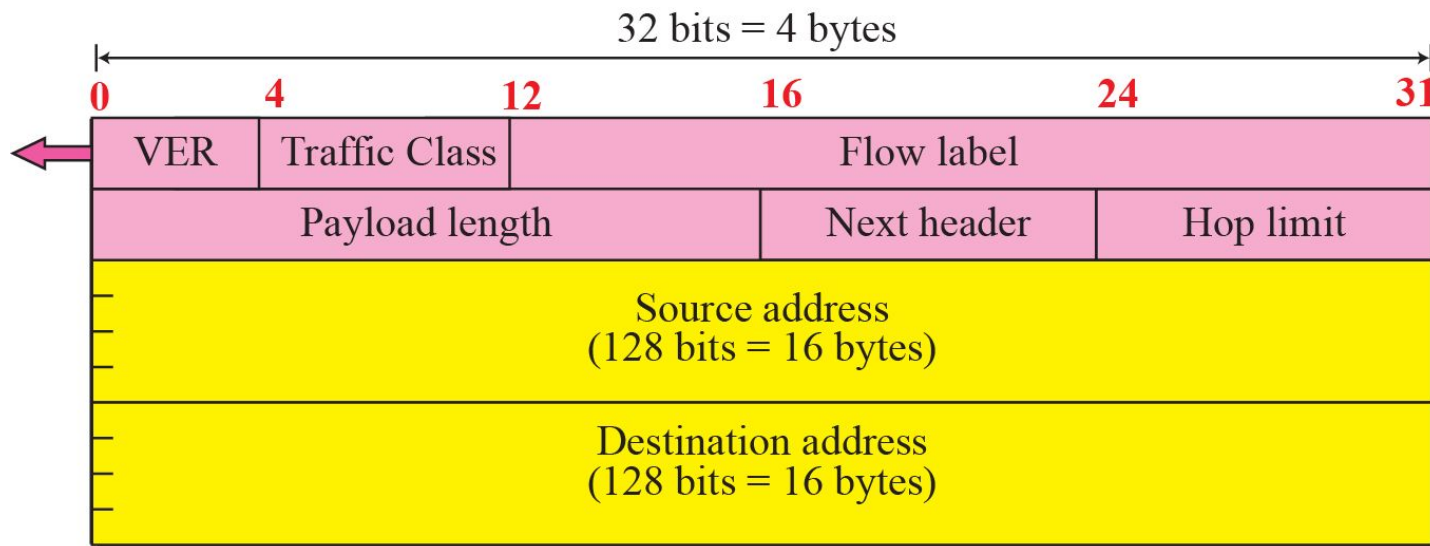 32 bits = 4 bytes
0 4 12 16 24 31
VER Traffic Class Flow label
Payload length Next header Hop limit
Source address
(128 bits = 16 bytes)
Destination address
(128 bits = 16 bytes)